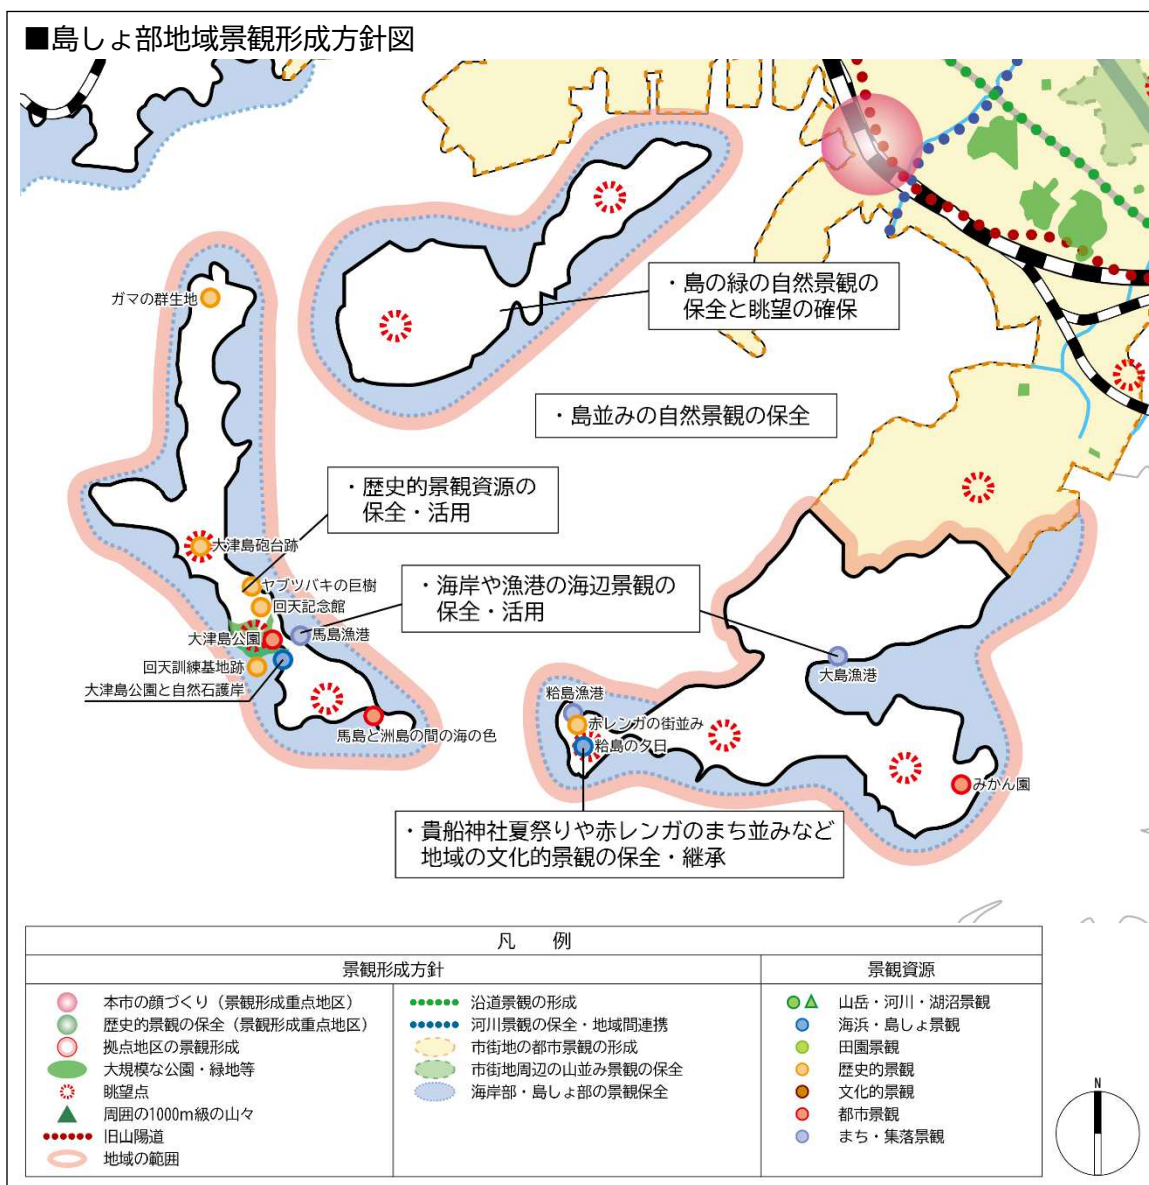 ■島しょ部地域景観形成方針図
ガマの群生地
・島の緑の自然景観の
保全と眺望の確保
・島並みの自然景観の保全
・歴史的景観資源の
保全・活用
大津島砲台跡
・海岸や漁港の海辺景観の
保全・活用
ヤブツバキの巨樹
回天記念館
大津島公園
馬島漁港
回天訓練基地跡
大津島公園と自然石護岸
大島漁港
粭島漁港
赤レンガの街並み
馬島と洲島の間の海の色
粭島の夕日
みかん園
・貴船神社夏祭りや赤レンガのまち並みなど
地域の文化的景観の保全・継承
凡 例
景観形成方針
景観資源
本市の顔づくり（景観形成重点地区）
歴史的景観の保全（景観形成重点地区）
拠点地区の景観形成
大規模な公園・緑地等
眺望点
周囲の1000m級の山々
旧山陽道
地域の範囲
沿道景観の形成
河川景観の保全・地域間連携
市街地の都市景観の形成
市街地周辺の山並み景観の保全
海岸部・島しょ部の景観保全
山岳・河川・湖沼景観
海浜・島しょ景観
田園景観
歴史的景観
文化的景観
都市景観
まち・集落景観
N